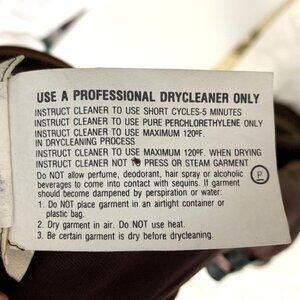 USE A PROFESSIONAL DRYCLEANER ONLY
INSTRUCT CLEANER TO USE SHORT CYCLES-5 MINUTES
INSTRUCT CLEANER TO USE PURE PERCHLORETHYLENE ONLY
INSTRUCT CLEANER TO USE MAXIMUM 120ºF.
IN DRYCLEANING PROCESS
INSTRUCT CLEANER TO USE MAXIMUM 120ºF. WHEN DRYING
INSTRUCT CLEANER NOT TO PRESS OR STEAM GARMENT
Do NOT allow perfume, deodorant, hair spray or alcoholic
beverages to come into contact with sequins. If garment
should become dampened by perspiration or water:
1. Do NOT place garment in an airtight container or
plastic bag.
2. Dry garment in air. Do NOT use heat.
3. Be certain garment is dry before drycleaning.
P